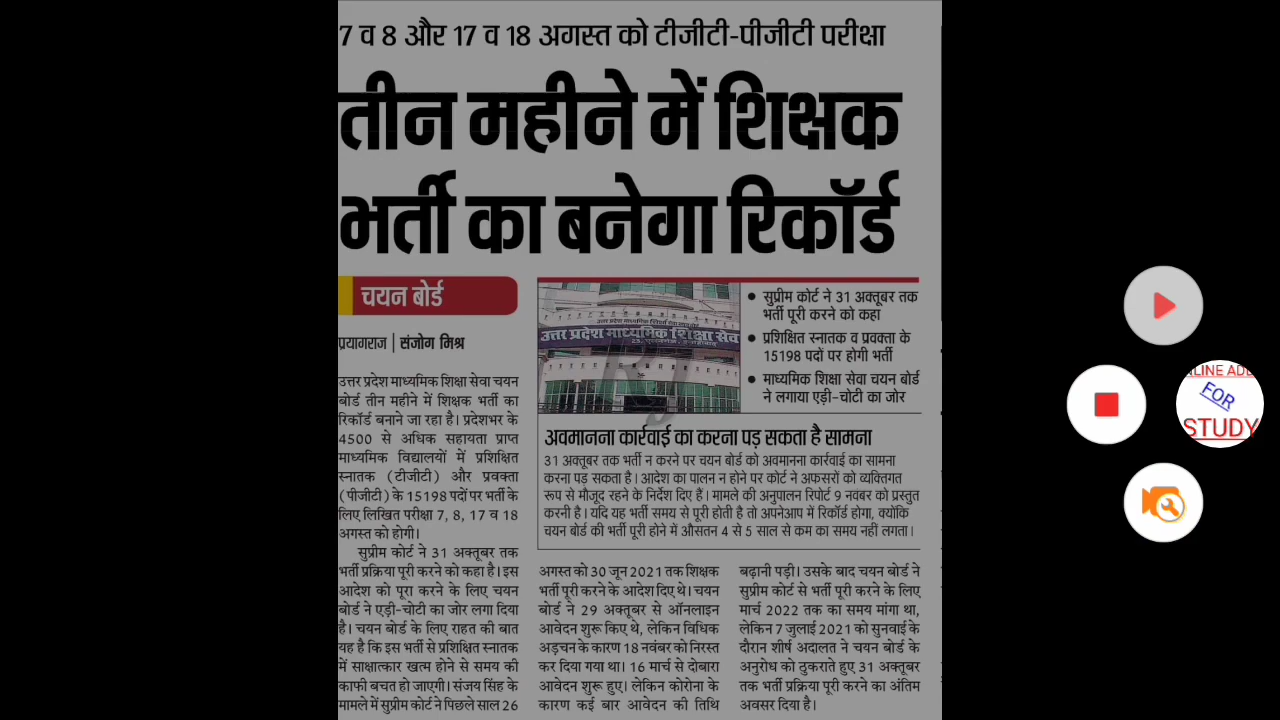 7 व 8 और 17 व 18 अगस्त को टीजीटी-पीजीटी परीक्षा
तीन महीने में शिक्षक
भर्ती का बनेगा रिकॉर्ड
चयन बोर्ड
प्रयागराज | संजोग मिश्र
उत्तर प्रदेश माध्यमिक शिक्षा सेवा चयन
बोर्ड तीन महीने में शिक्षक भर्ती का
रिकॉर्ड बनाने जा रहा है। प्रदेशभर के
4500 से अधिक सहायता प्राप्त
माध्यमिक विद्यालयों में प्रशिक्षित
स्नातक (टीजीटी) और प्रवक्ता
(पीजीटी) के 15198 पदों पर भर्ती के
लिए लिखित परीक्षा 7, 8, 17 व 18
अगस्त को होगी।
सुप्रीम कोर्ट ने 31 अक्तूबर तक
भर्ती प्रक्रिया पूरी करने को कहा है। इस
आदेश को पूरा करने के लिए चयन
बोर्ड ने एड़ी-चोटी का जोर लगा दिया
है। चयन बोर्ड के लिए राहत की बात
यह है कि इस भर्ती से प्रशिक्षित स्नातक
में साक्षात्कार खत्म होने से समय की
काफी बचत हो जाएगी। संजय सिंह के
मामले में सुप्रीम कोर्ट ने पिछले साल 26
उत्तर प्रदेश माध्यमिक शिक्षा सेव
● सुप्रीम कोर्ट ने 31 अक्तूबर तक
भर्ती पूरी करने को कहा
● प्रशिक्षित स्नातक व प्रवक्ता के
15198 पदों पर होगी भर्ती
● माध्यमिक शिक्षा सेवा चयन बोर्ड
ने लगाया एड़ी-चोटी का जोर
अवमानना कार्रवाई का करना पड़ सकता है सामना
31 अक्तूबर तक भर्ती न करने पर चयन बोर्ड को अवमानना कार्रवाई का सामना
करना पड़ सकता है। आदेश का पालन न होने पर कोर्ट ने अफसरों को व्यक्तिगत
रूप से मौजूद रहने के निर्देश दिए हैं। मामले की अनुपालन रिपोर्ट 9 नवंबर को प्रस्तुत
करनी है। यदि यह भर्ती समय से पूरी होती है तो अपनेआप में रिकॉर्ड होगा, क्योंकि
चयन बोर्ड की भर्ती पूरी होने में औसतन 4 से 5 साल से कम का समय नहीं लगता।
अगस्त को 30 जून 2021 तक शिक्षक
भर्ती पूरी करने के आदेश दिए थे। चयन
बोर्ड ने 29 अक्तूबर से ऑनलाइन
आवेदन शुरू किए थे, लेकिन विधिक
अड़चन के कारण 18 नवंबर को निरस्त
कर दिया गया था। 16 मार्च से दोबारा
आवेदन शुरू हुए। लेकिन कोरोना के
कारण कई बार आवेदन की तिथि
बढ़ानी पड़ी। उसके बाद चयन बोर्ड ने
सुप्रीम कोर्ट से भर्ती पूरी करने के लिए
मार्च 2022 तक का समय मांगा था,
लेकिन 7 जुलाई 2021 को सुनवाई के
दौरान शीर्ष अदालत ने चयन बोर्ड के
अनुरोध को ठुकराते हुए 31 अक्तूबर
तक भर्ती प्रक्रिया पूरी करने का अंतिम
अवसर दिया है।
LINE ADD
FOR
STUDY